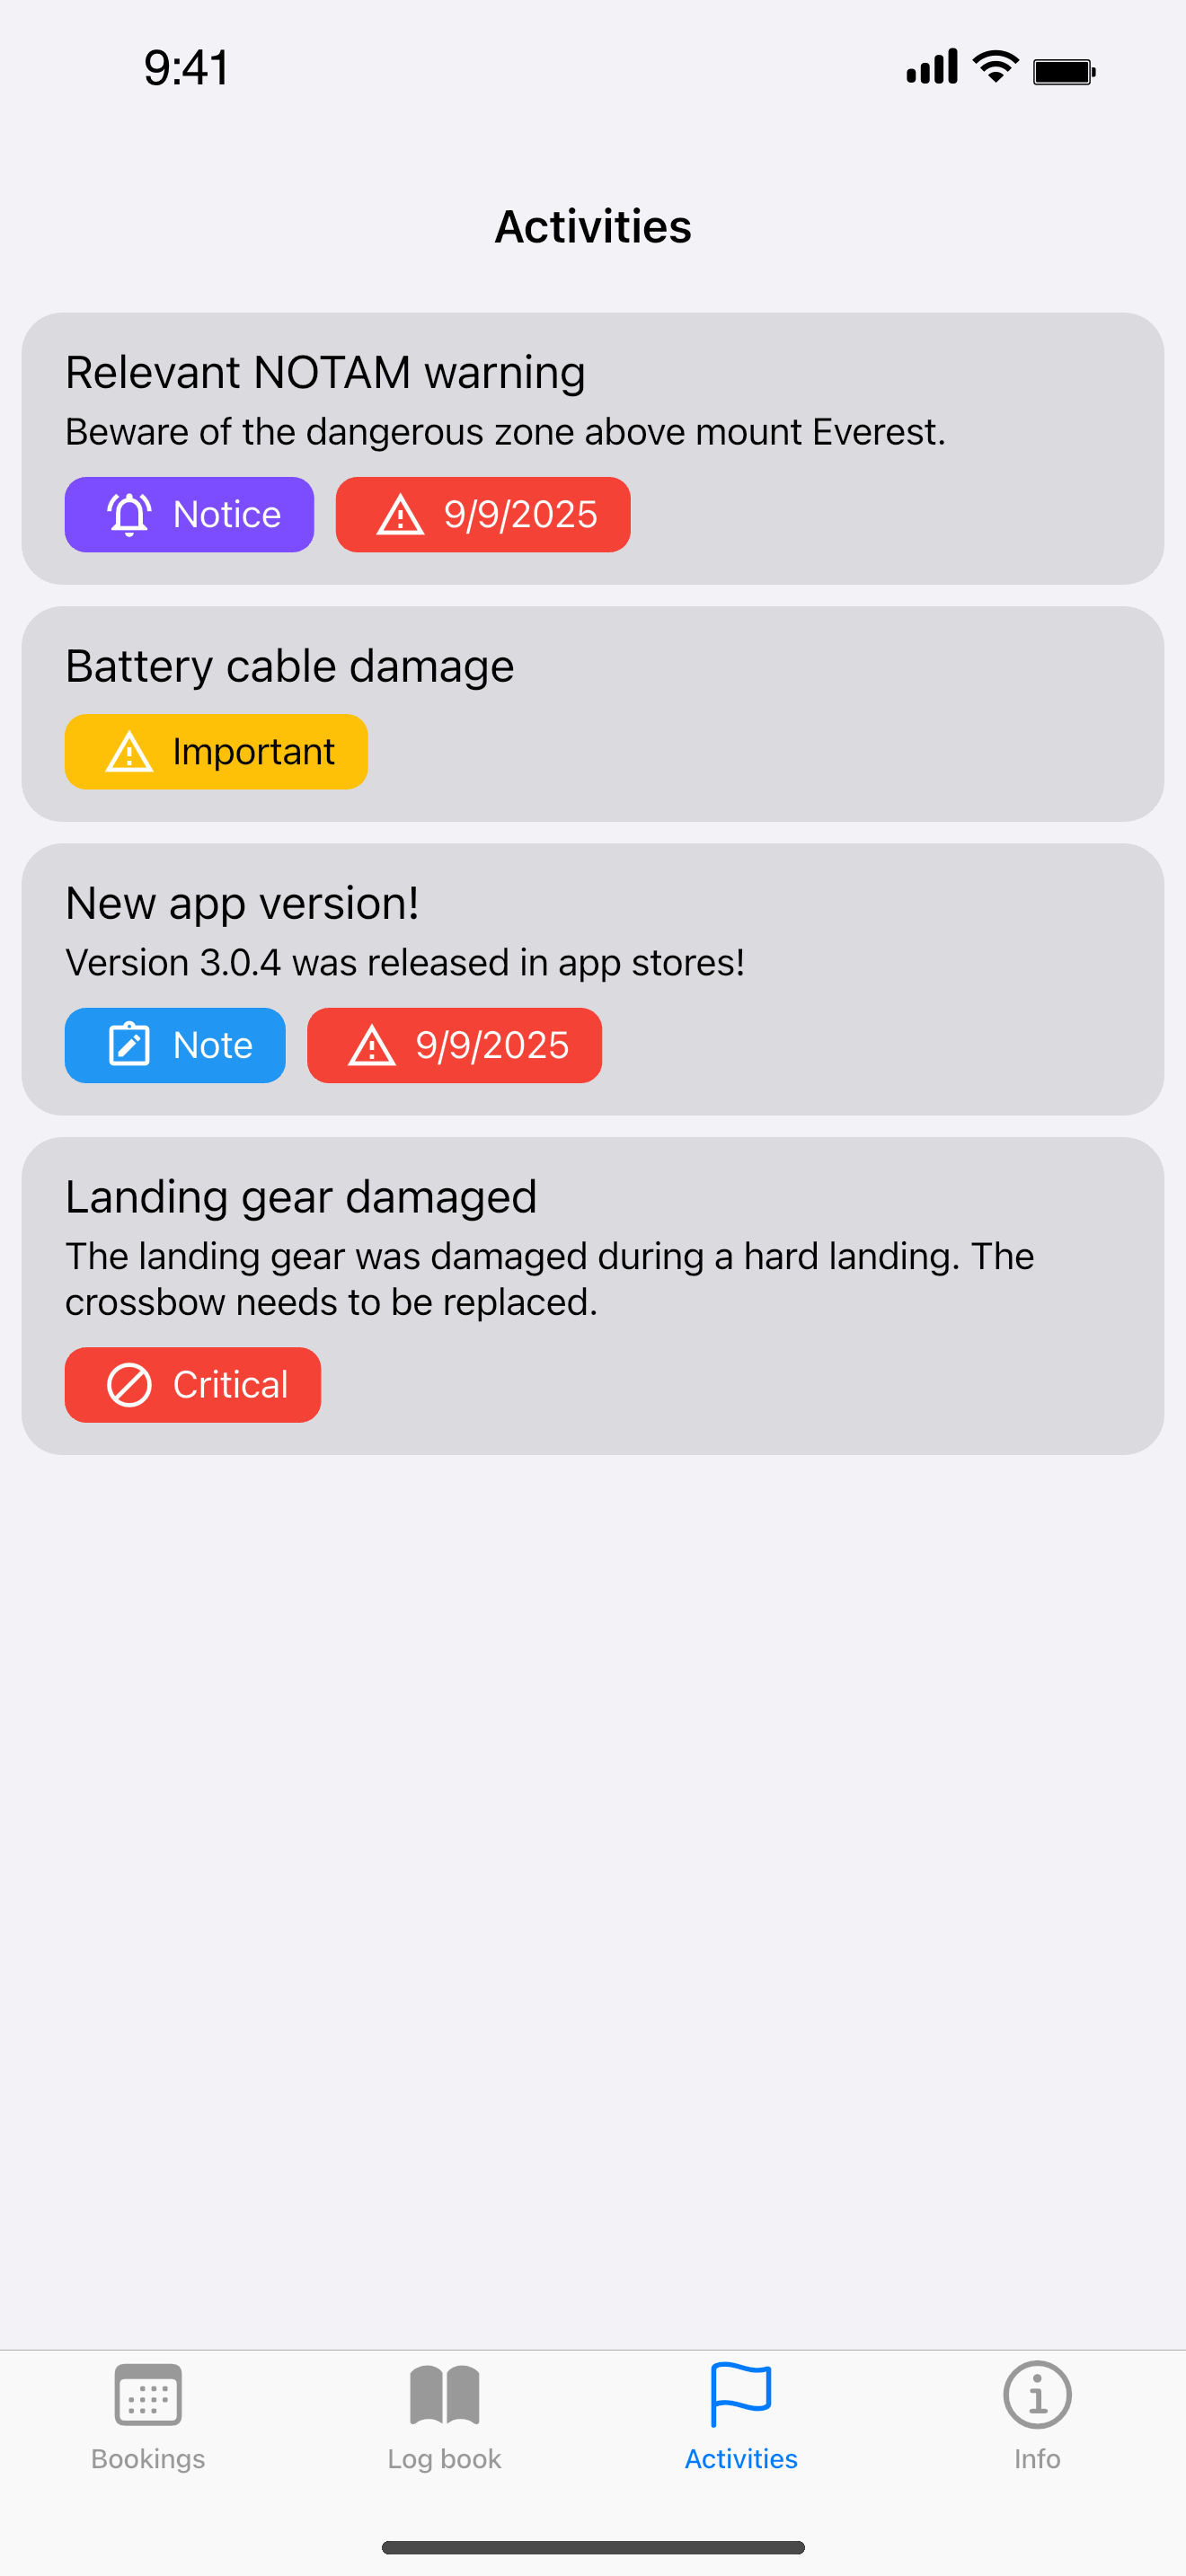 9:41
Activities
Relevant NOTAM warning
Beware of the dangerous zone above mount Everest.
Notice 9/9/2025
Battery cable damage
Important
New app version!
Version 3.0.4 was released in app stores!
Note 9/9/2025
Landing gear damaged
The landing gear was damaged during a hard landing. The
crossbow needs to be replaced.
Critical
Bookings Log book Activities Info